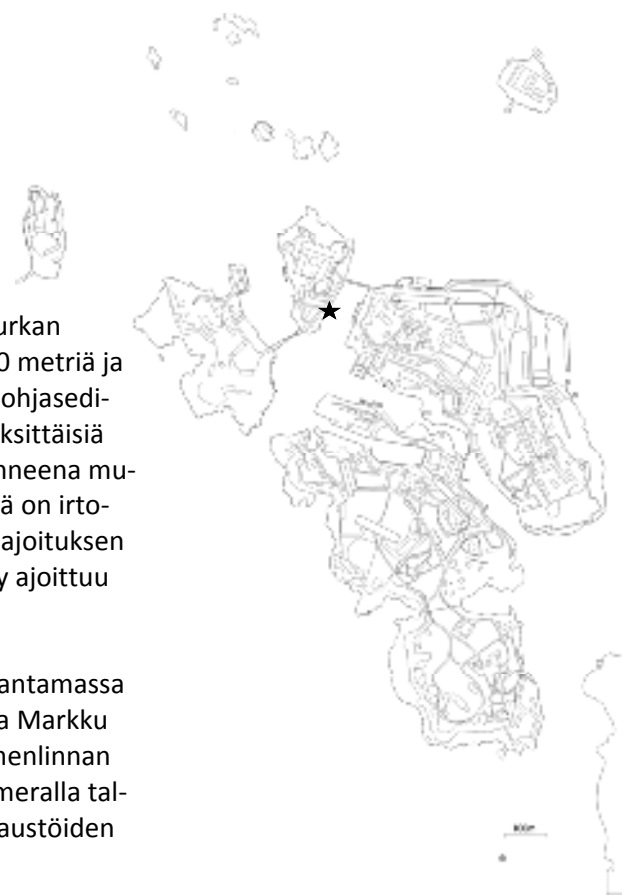 urkan
0 metriä ja
ohjasedi-
ksittäisiä
nneena mu-
ä on irto-
ajoituksen
y ajoittuu
antamassa
a Markku
nenlinnan
meralla tal-
austöiden